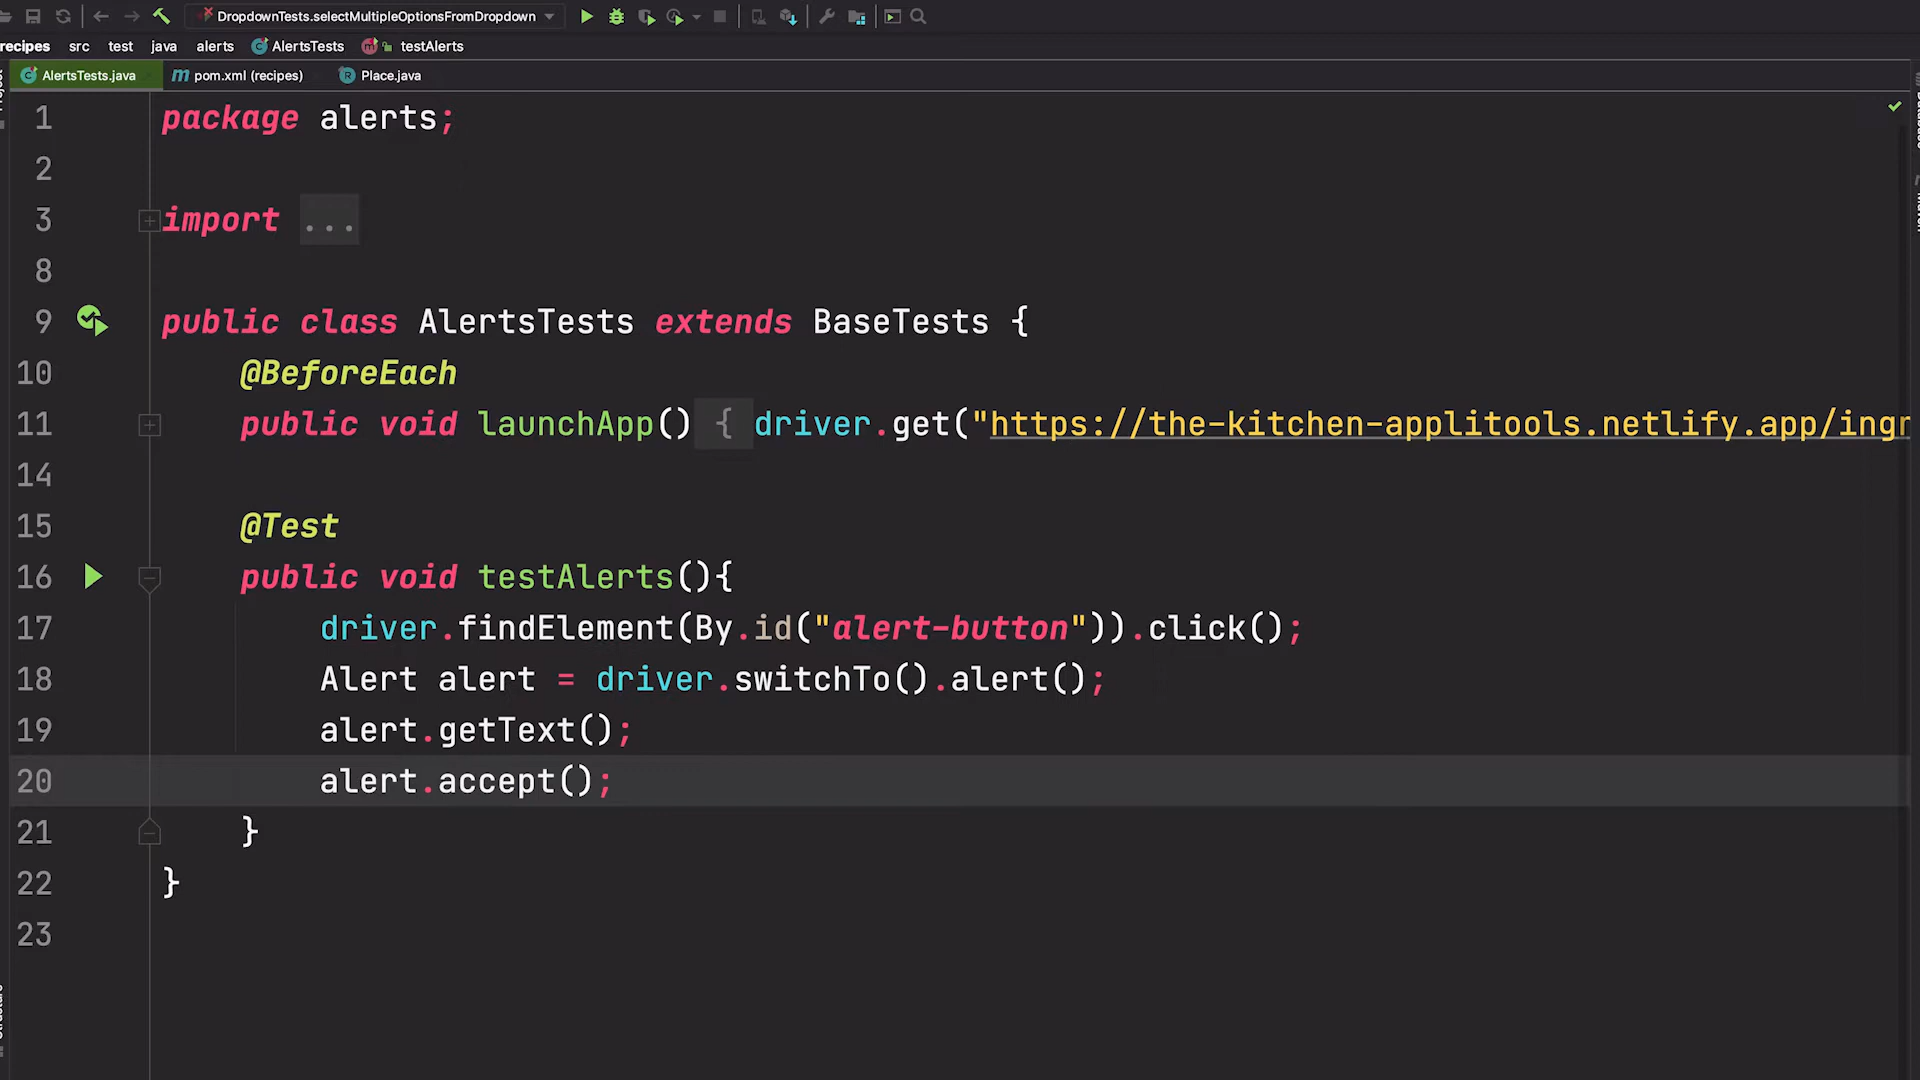 DropdownTests.selectMultipleOptionsFromDropdown
recipes src test java alerts AlertsTests testAlerts
AlertsTests.java pom.xml (recipes) Place.java
1 package alerts;
2
3 import ...
8
9 public class AlertsTests extends BaseTests {
10 @BeforeEach
11 public void launchApp() { driver.get("https://the-kitchen-applitools.netlify.app/ingr
14
15 @Test
16 public void testAlerts(){
17 driver.findElement(By.id("alert-button")).click();
18 Alert alert = driver.switchTo().alert();
19 alert.getText();
20 alert.accept();
21 }
22 }
23